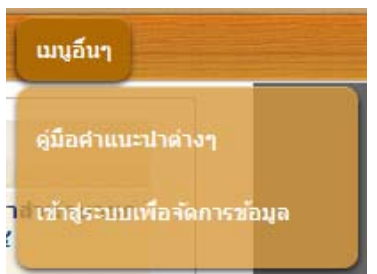 เมนูอื่นๆ
คู่มือคำแนะนำต่างๆ
เข้าสู่ระบบเพื่อจัดการข้อมูล